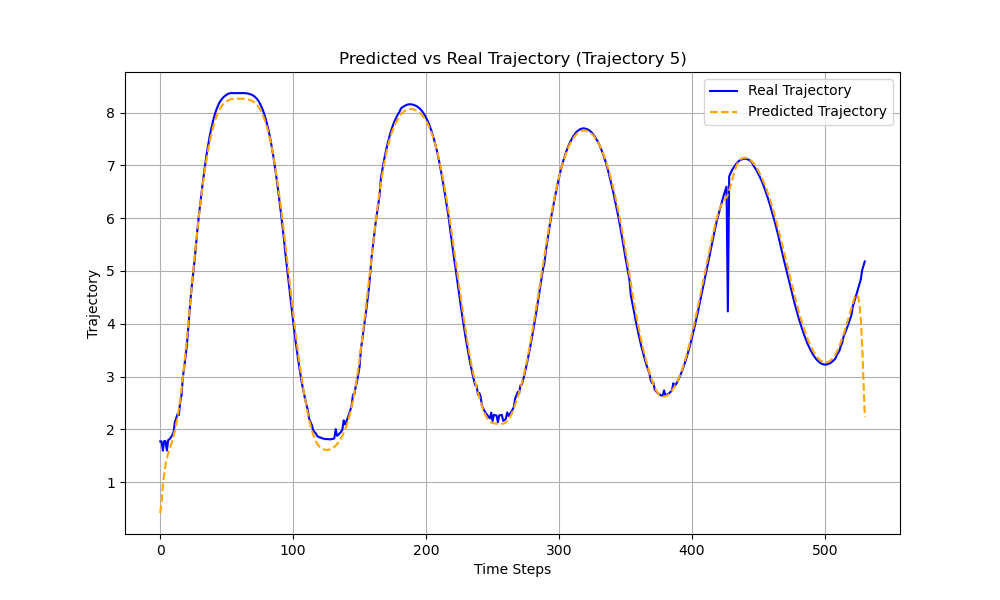 Predicted vs Real Trajectory (Trajectory 5)
Real Trajectory
Predicted Trajectory
Trajectory
8
7
6
5
4
3
2
1
0 100 200 300 400 500
Time Steps